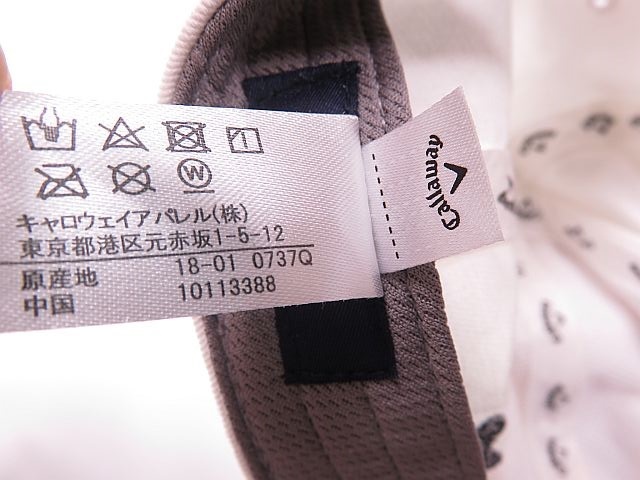 W
キャロウェイアパレル(株)
東京都港区元赤坂1-5-12
原産地 18-01 0737Q
中国 10113388
Callaway